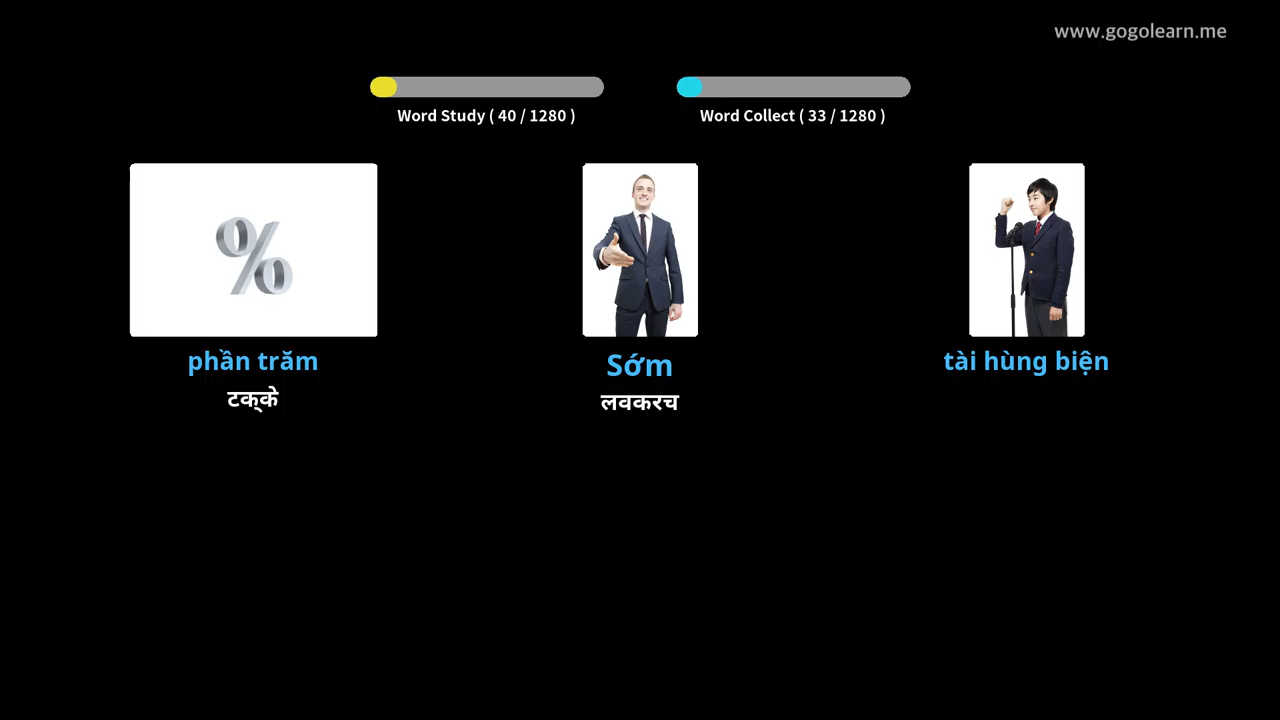 www.gogolearn.me
Word Study ( 40 / 1280 )
Word Collect ( 33 / 1280 )
%
phần trăm
टक्के
Sớm
लवकरच
tài hùng biện